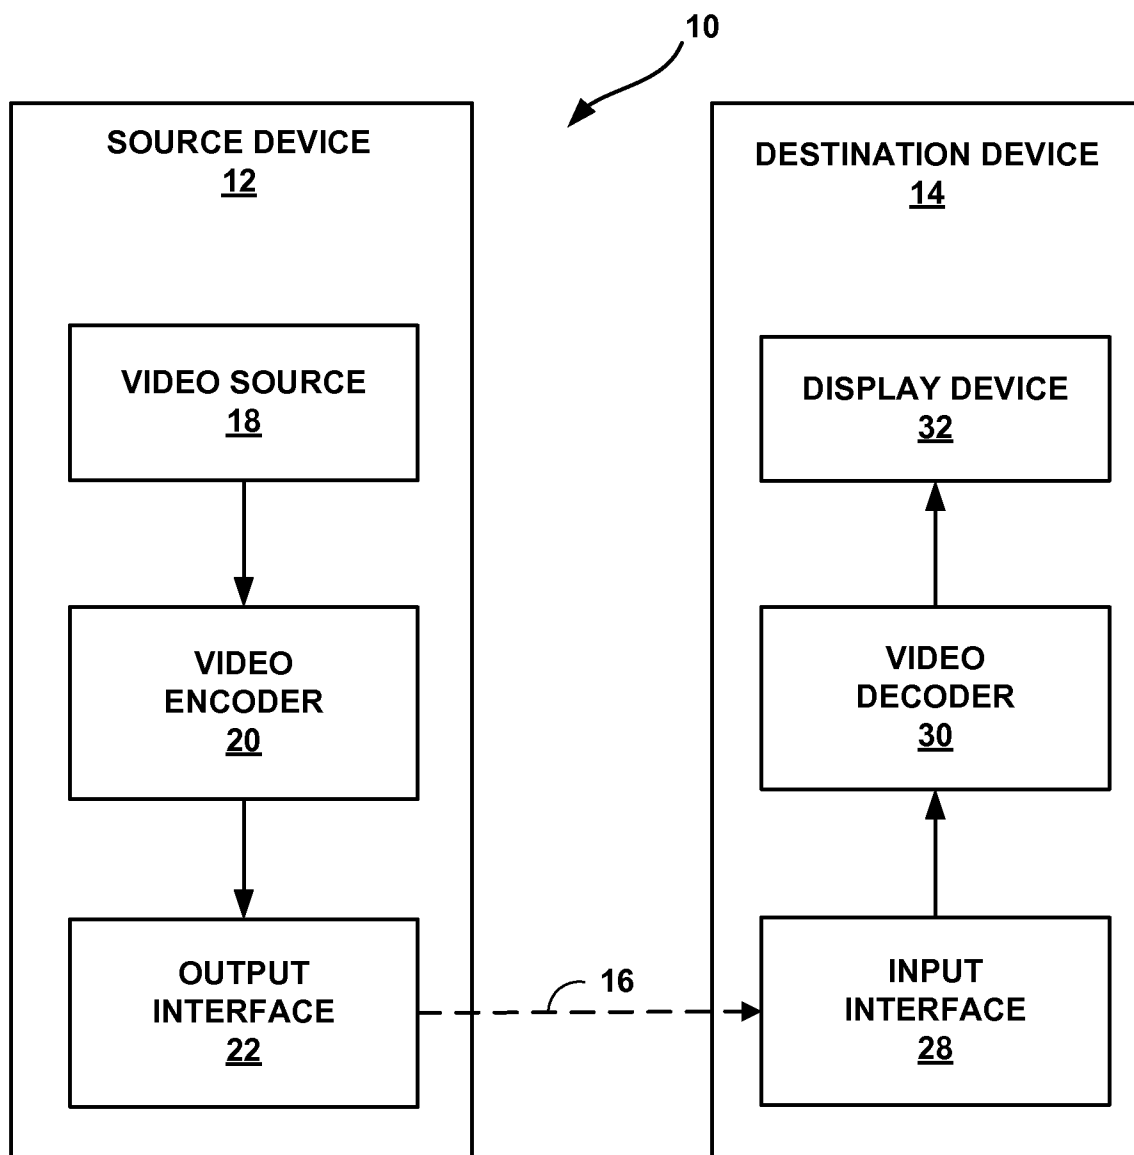 10
SOURCE DEVICE
12
VIDEO SOURCE
18
VIDEO
ENCODER
20
OUTPUT
INTERFACE
22
16
DESTINATION DEVICE
14
DISPLAY DEVICE
32
VIDEO
DECODER
30
INPUT
INTERFACE
28